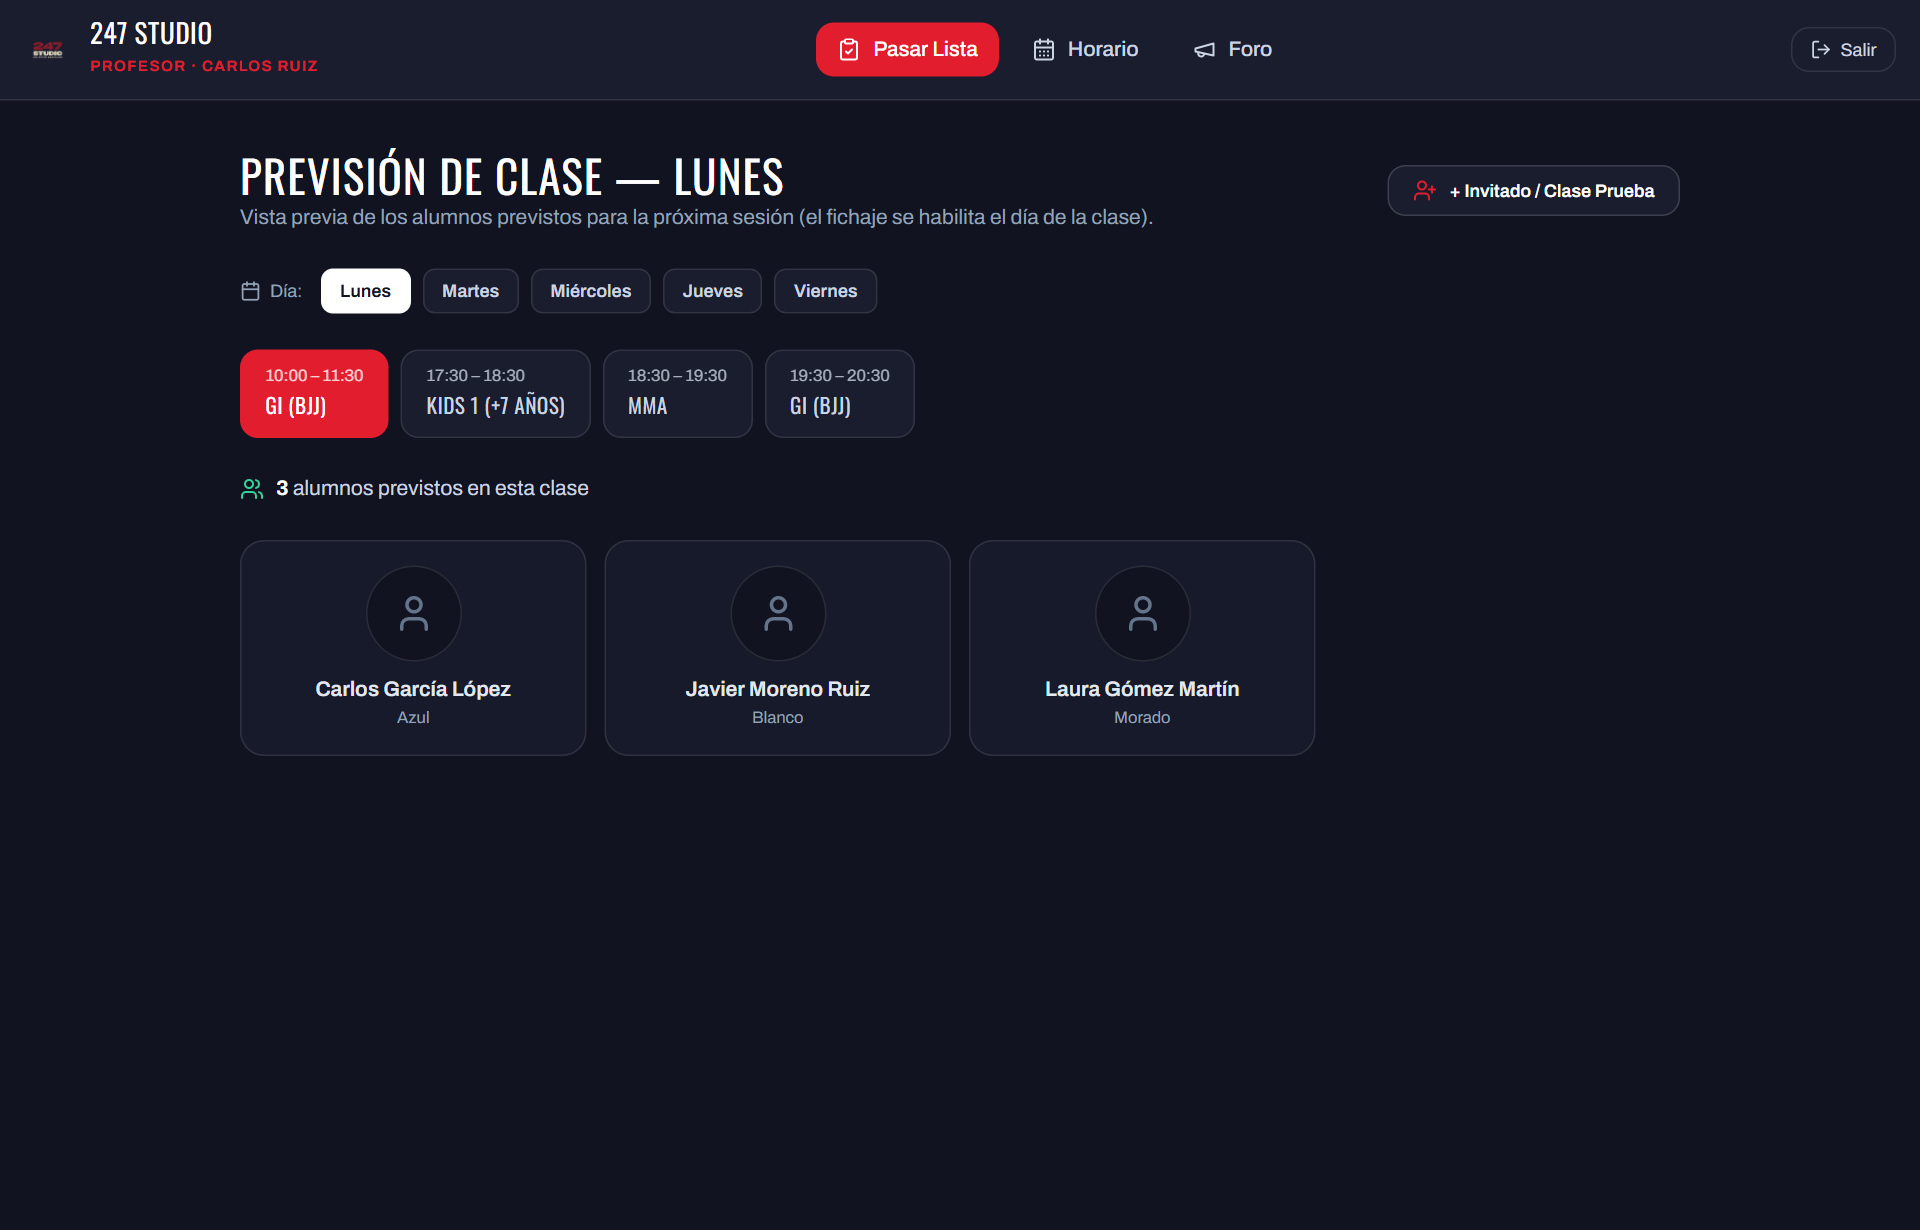 247 STUDIO
247 STUDIO
PROFESOR · CARLOS RUIZ
Pasar Lista
Horario
Foro
Salir
PREVISIÓN DE CLASE — LUNES
Vista previa de los alumnos previstos para la próxima sesión (el fichaje se habilita el día de la clase).
+ Invitado / Clase Prueba
Día:
Lunes
Martes
Miércoles
Jueves
Viernes
10:00 – 11:30
GI (BJJ)
17:30 – 18:30
KIDS 1 (+7 AÑOS)
18:30 – 19:30
MMA
19:30 – 20:30
GI (BJJ)
3 alumnos previstos en esta clase
Carlos García López
Azul
Javier Moreno Ruiz
Blanco
Laura Gómez Martín
Morado